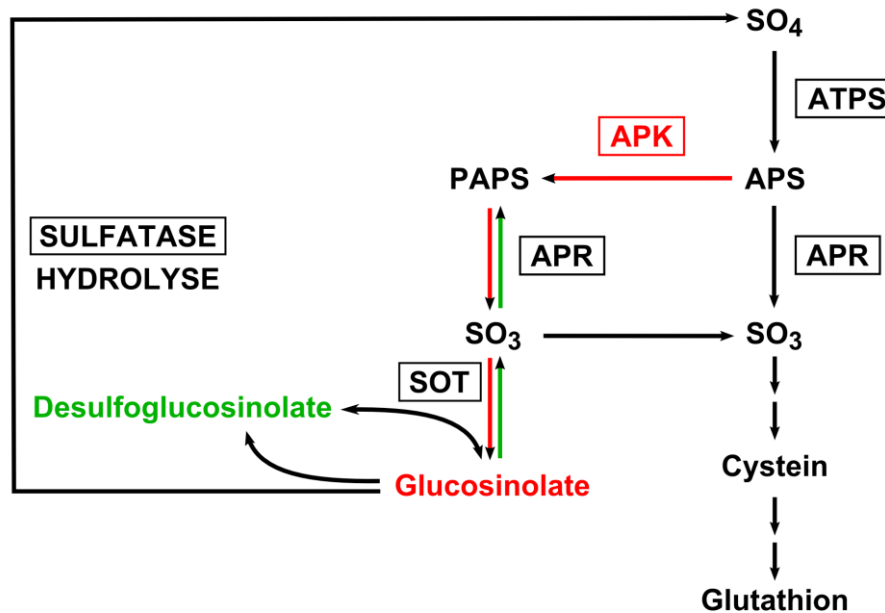 SO4
ATPS
APK
PAPS
APS
SULFATASE
HYDROLYSE
APR
APR
SO3
SO3
SOT
Desulfoglucosinolate
Cystein
Glucosinolate
Glutathion